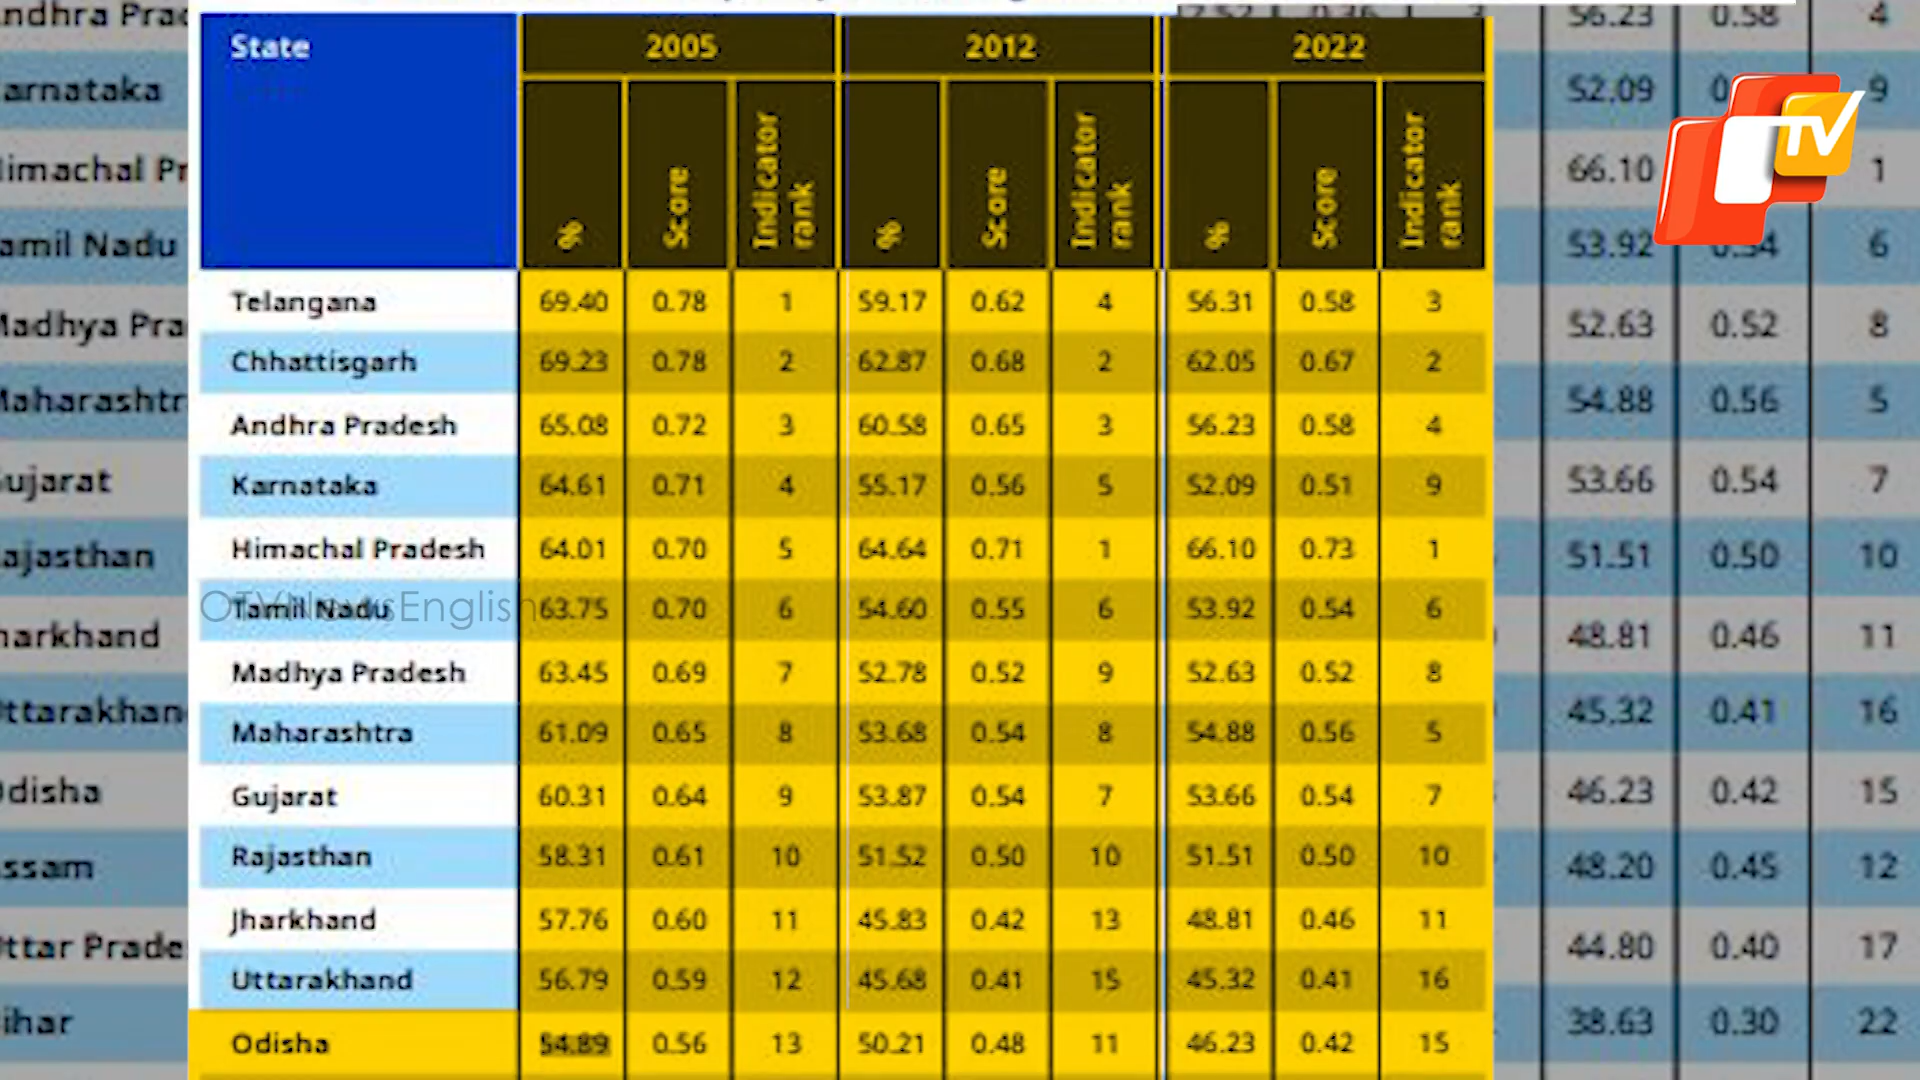 State 2005 2012 2022
% Score Indicator rank % Score Indicator rank % Score Indicator rank
Telangana 69.40 0.78 1 59.17 0.62 4 56.31 0.58 3
Chhattisgarh 69.23 0.78 2 62.87 0.68 2 62.05 0.67 2
Andhra Pradesh 65.08 0.72 3 60.58 0.65 3 56.23 0.58 4
Karnataka 64.61 0.71 4 55.17 0.56 5 52.09 0.51 9
Himachal Pradesh 64.01 0.70 5 64.64 0.71 1 66.10 0.73 1
Tamil Nadu 63.75 0.70 6 54.60 0.55 6 53.92 0.54 6
Madhya Pradesh 63.45 0.69 7 52.78 0.52 9 52.63 0.52 8
Maharashtra 61.09 0.65 8 53.68 0.54 8 54.88 0.56 5
Gujarat 60.31 0.64 9 53.87 0.54 7 53.66 0.54 7
Rajasthan 58.31 0.61 10 51.52 0.50 10 51.51 0.50 10
Jharkhand 57.76 0.60 11 45.83 0.42 13 48.81 0.46 11
Uttarakhand 56.79 0.59 12 45.68 0.41 15 45.32 0.41 16
Odisha 54.89 0.56 13 50.21 0.48 11 46.23 0.42 15
OTVNewsEnglish
TV
ndhra Prad 56.23 0.58 4
arnataka 52.09 0 9
imachal Pr 66.10 1
amil Nadu 53.92 0.54 6
Madhya Pra 52.63 0.52 8
Maharashtr 54.88 0.56 5
ujarat 53.66 0.54 7
ajasthan 51.51 0.50 10
harkhand 48.81 0.46 11
ttarakhan 45.32 0.41 16
disha 46.23 0.42 15
ssam 48.20 0.45 12
ttar Prade 44.80 0.40 17
ihar 38.63 0.30 22